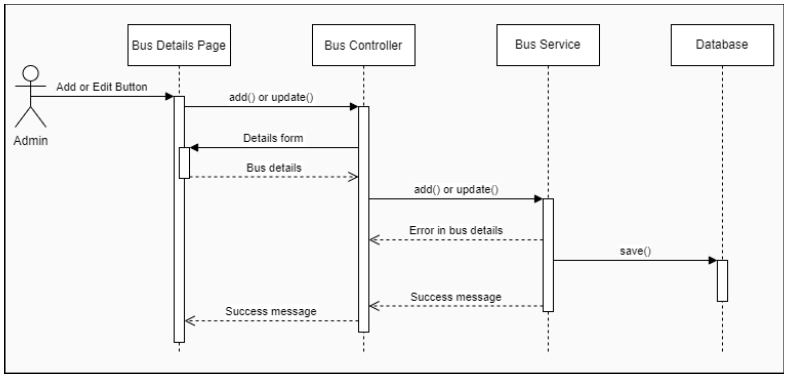 Bus Details Page
Bus Controller
Bus Service
Database
Add or Edit Button
Admin
add() or update()
Details form
Bus details
add() or update()
Error in bus details
save()
Success message
Success message